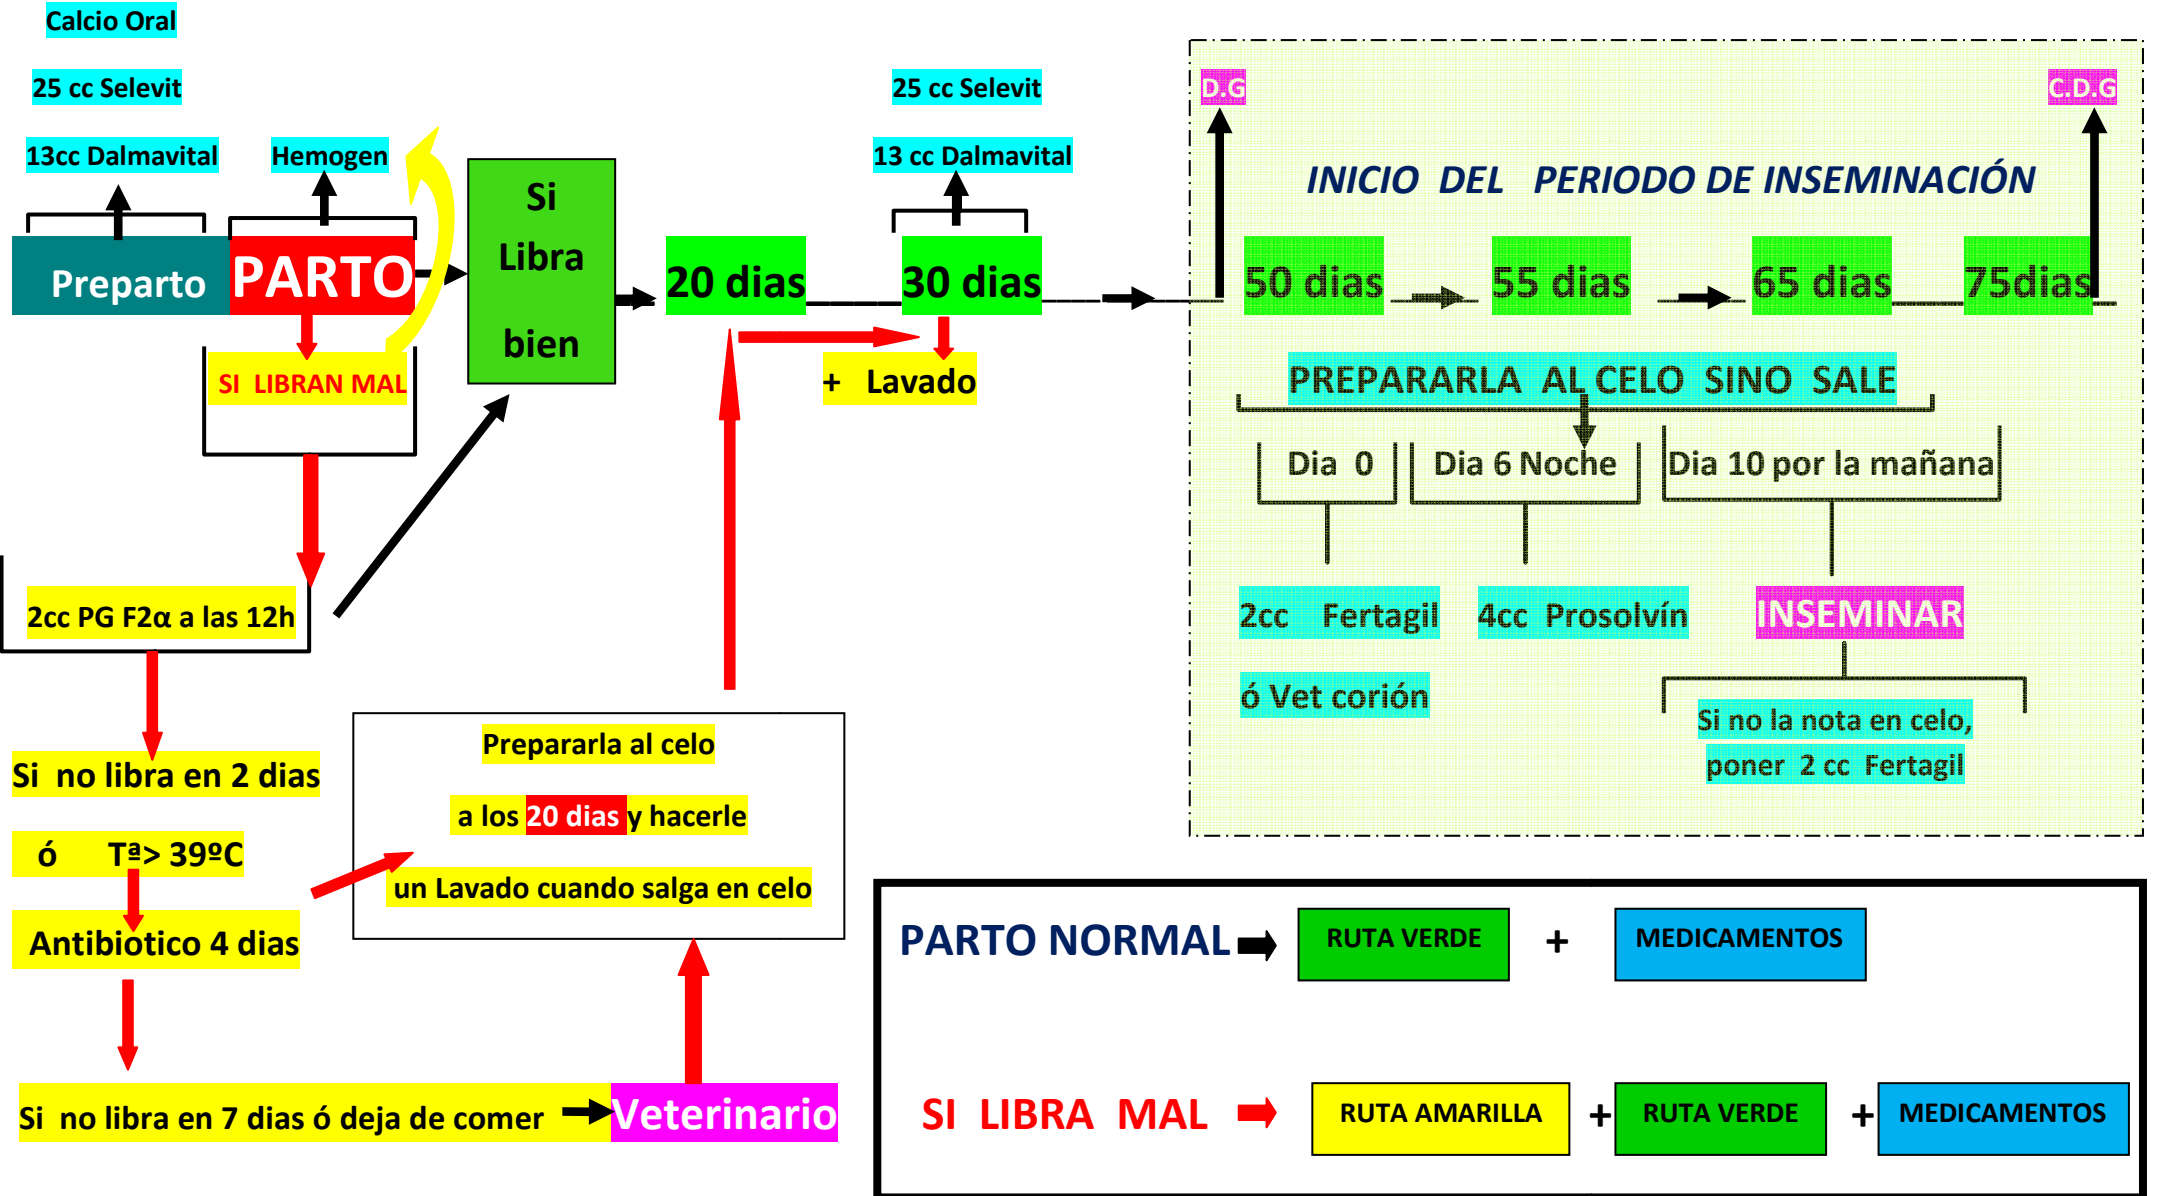 Calcio Oral
25 cc Selevit
13cc Dalmavital
Hemogen
Preparto
PARTO
SI LIBRAN MAL
Si
Libra
bien
20 dias
25 cc Selevit
13 cc Dalmavital
30 dias
+ Lavado
D.G
C.D.G
INICIO DEL PERIODO DE INSEMINACIÓN
50 dias
55 dias
65 dias
75dias
PREPARARLA AL CELO SINO SALE
Dia 0
Dia 6 Noche
Dia 10 por la mañana
2cc Fertagil
ó Vet corión
4cc Prosolvín
INSEMINAR
Si no la nota en celo,
poner 2 cc Fertagil
2cc PG F2α a las 12h
Si no libra en 2 dias
ó Tª> 39ºC
Antibiotico 4 dias
Si no libra en 7 dias ó deja de comer
Veterinario
Prepararla al celo
a los 20 dias y hacerle
un Lavado cuando salga en celo
PARTO NORMAL
RUTA VERDE
+
MEDICAMENTOS
SI LIBRA MAL
RUTA AMARILLA
+
RUTA VERDE
+
MEDICAMENTOS